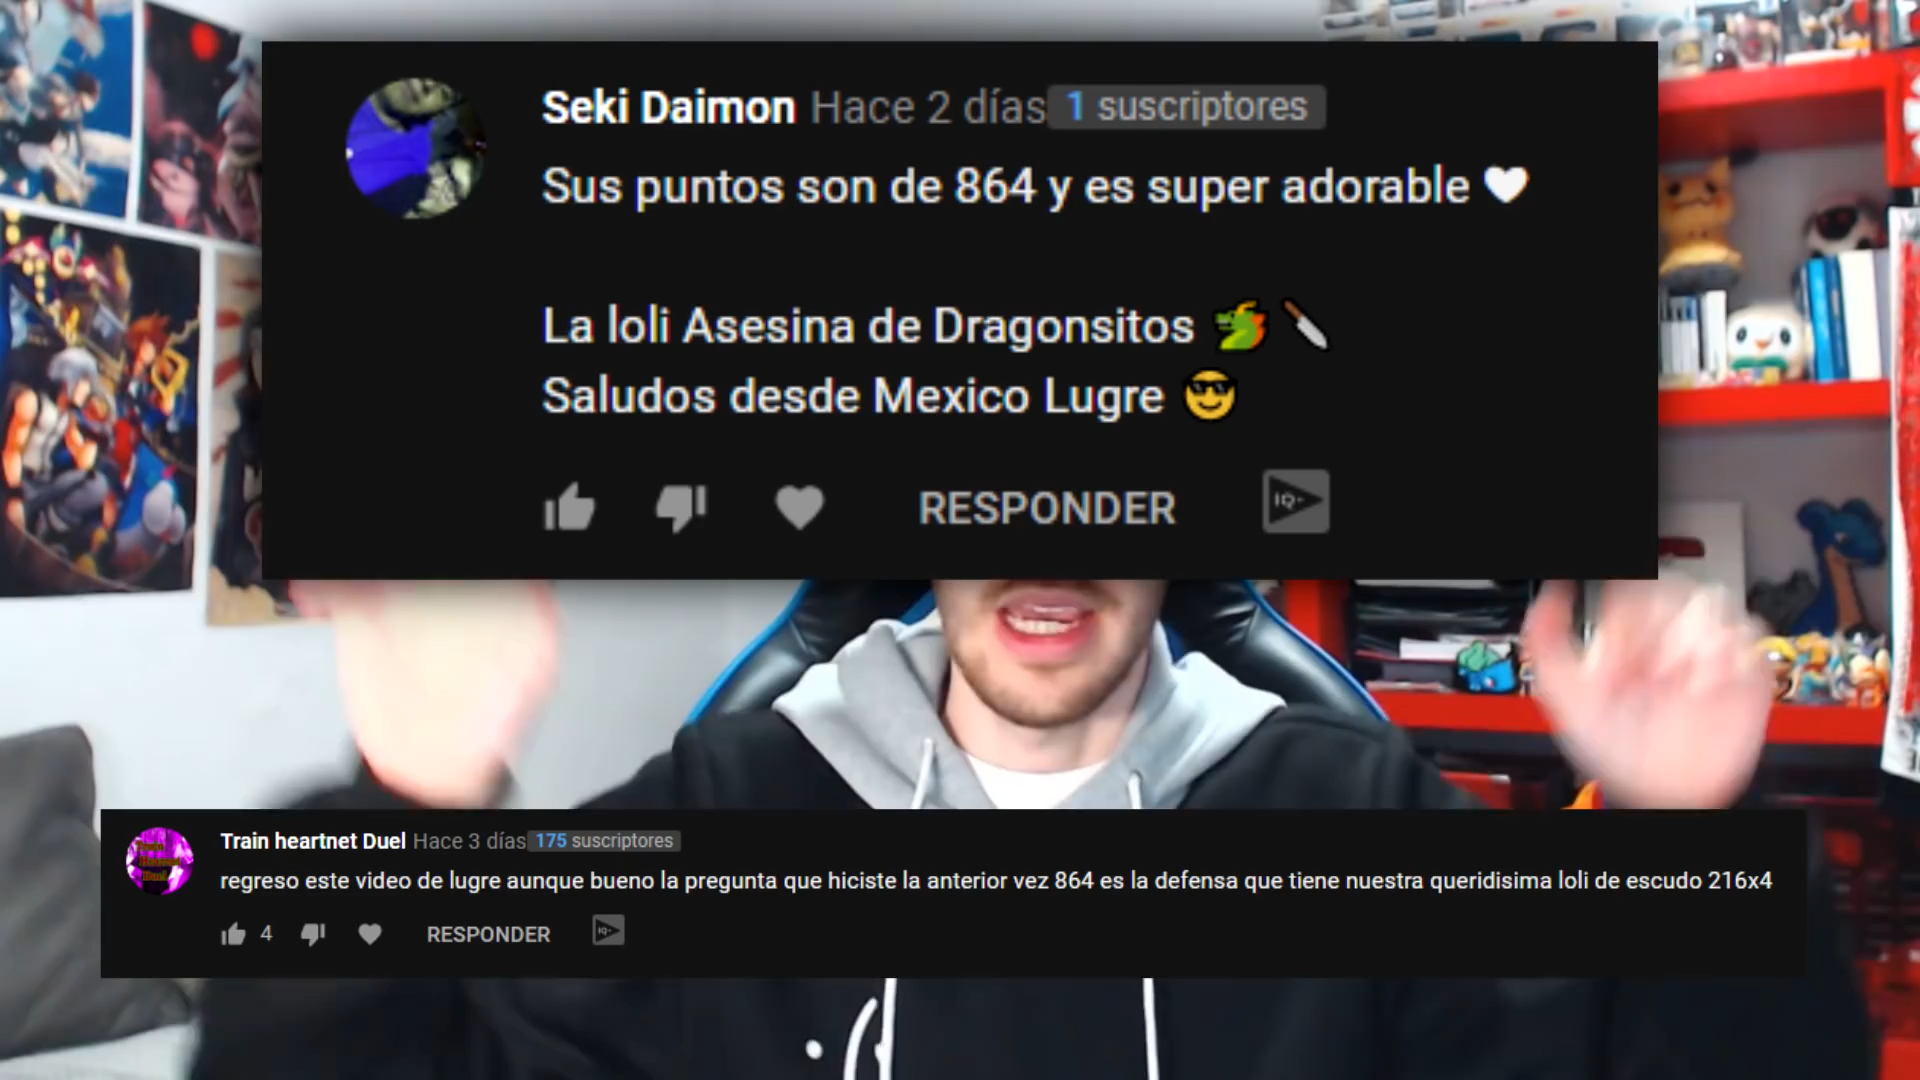 Seki Daimon Hace 2 días 1 suscriptores
Sus puntos son de 864 y es super adorable 🤍
La loli Asesina de Dragonsitos 🐲 🔪
Saludos desde Mexico Lugre 😎
RESPONDER IQ
Train heartnet Duel Hace 3 días 175 suscriptores
regreso este video de lugre aunque bueno la pregunta que hiciste la anterior vez 864 es la defensa que tiene nuestra queridisima loli de escudo 216x4
4 RESPONDER IQ